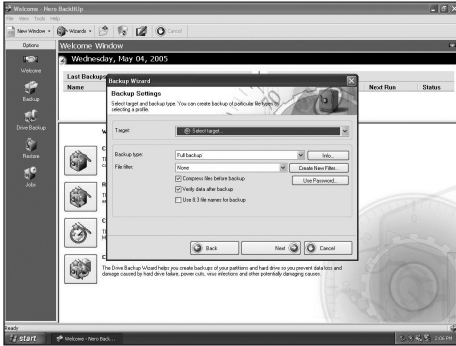 Welcome - Nero BackItUp
File View Tools Help
New Window
Wizards
Cancel
Options
Welcome Window
Wednesday, May 04, 2005
Welcome
Backup
Drive Backup
Restore
Jobs
Last Backups
Name
Next Run
Status
Backup Wizard
Backup Settings
Select target and backup type. You can create backup of particular file types by
selecting a profile.
Target:
Select target...
Backup type:
Full backup
Info...
File filter:
None
Create New Filter...
Compress files before backup
Use Password...
Verify data after backup
Use 8.3 file names for backup
Back
Next
Cancel
The Drive Backup Wizard helps you create backups of your partitions and hard drive so you prevent data loss and
damage caused by hard drive failure, power cuts, virus infections and other potentially damaging causes.
Ready
start
Welcome - Nero Back...
2:06 PM